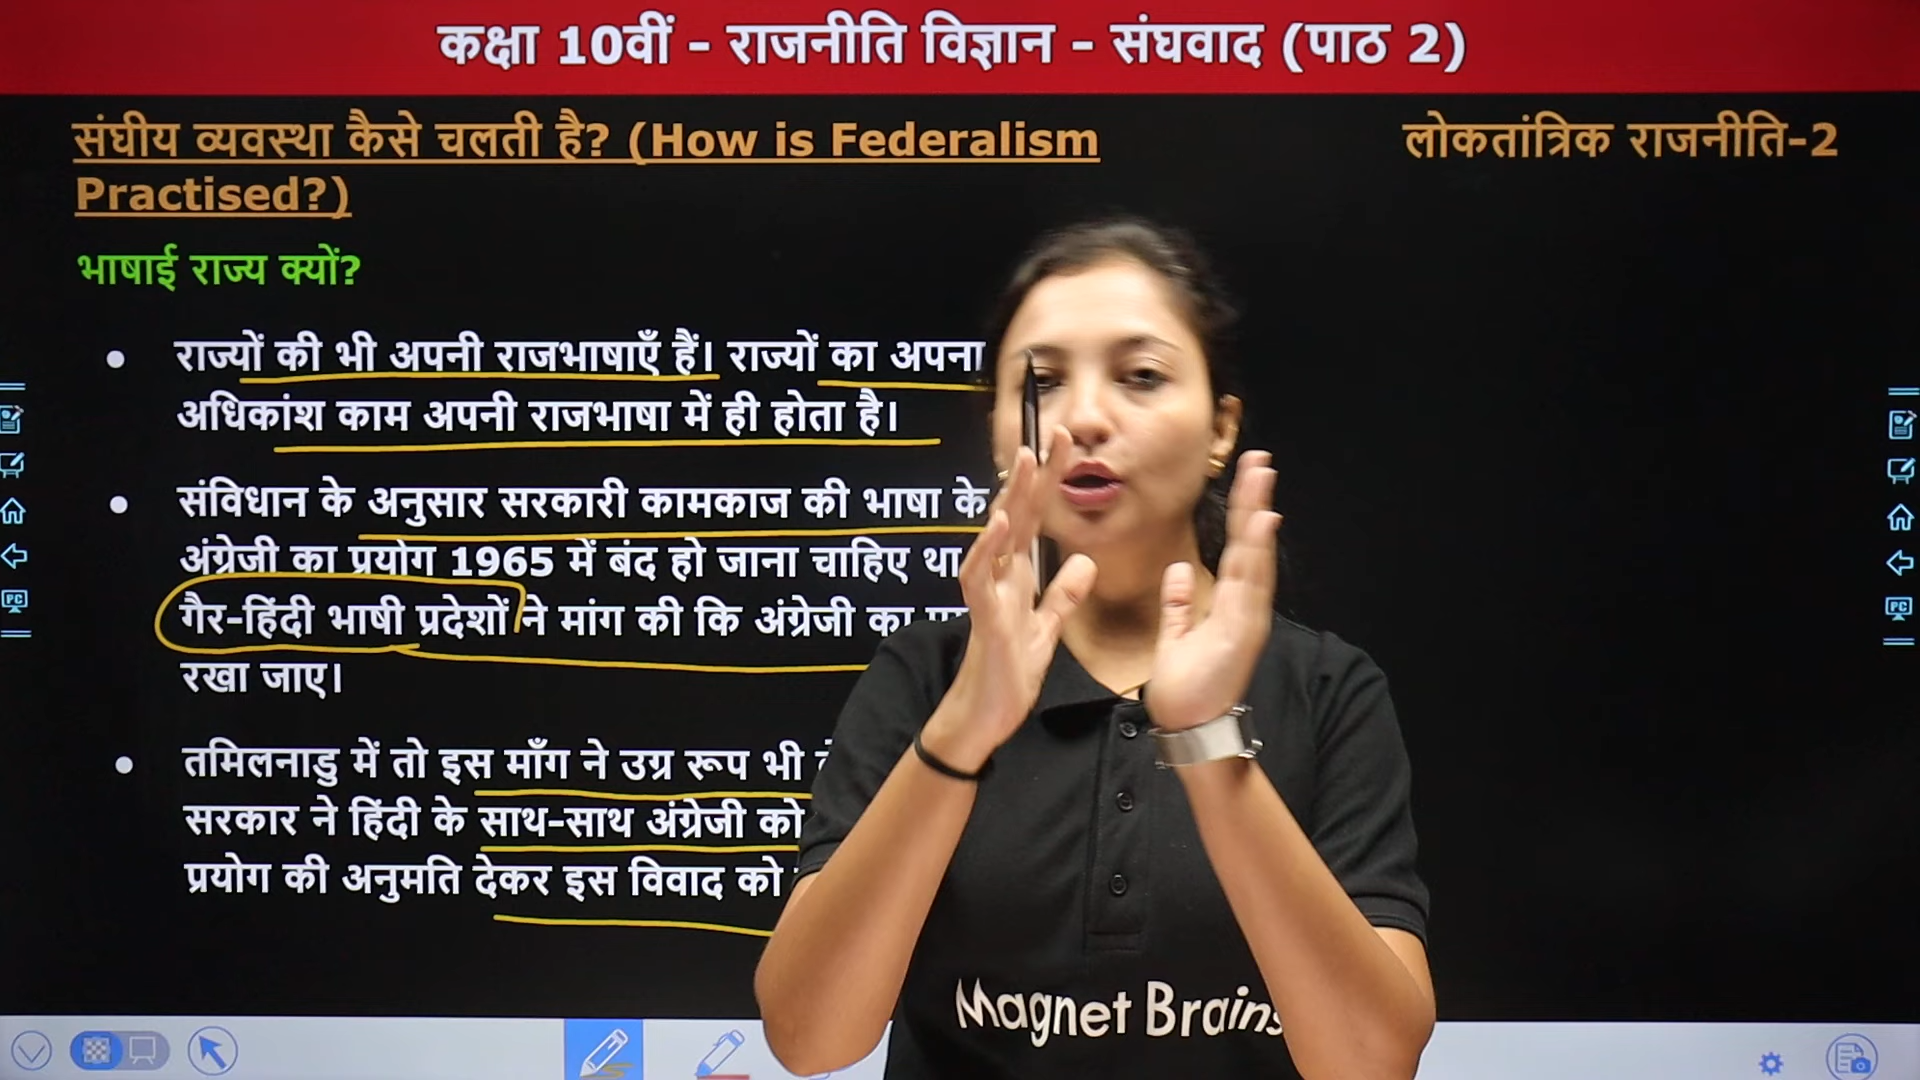 कक्षा 10वीं - राजनीति विज्ञान - संघवाद (पाठ 2)
संघीय व्यवस्था कैसे चलती है? (How is Federalism
Practised?)
लोकतांत्रिक राजनीति-2
भाषाई राज्य क्यों?
राज्यों की भी अपनी राजभाषाएँ हैं। राज्यों का अपना
अधिकांश काम अपनी राजभाषा में ही होता है।
संविधान के अनुसार सरकारी कामकाज की भाषा के
अंग्रेजी का प्रयोग 1965 में बंद हो जाना चाहिए था
गैर-हिंदी भाषी प्रदेशों ने मांग की कि अंग्रेजी का
रखा जाए।
तमिलनाडु में तो इस माँग ने उग्र रूप भी
सरकार ने हिंदी के साथ-साथ अंग्रेजी को
प्रयोग की अनुमति देकर इस विवाद को
PC
PC
Magnet Brains